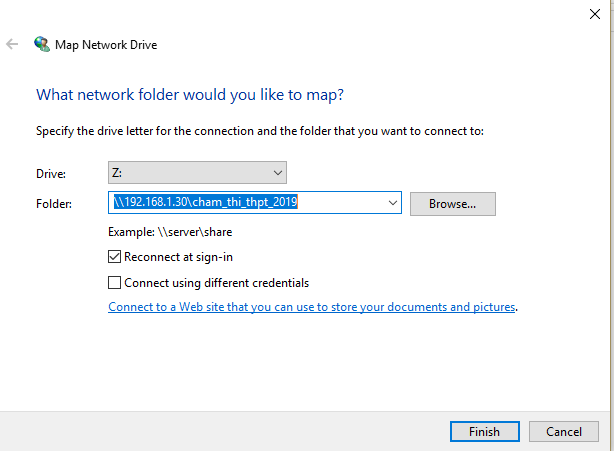 Map Network Drive
What network folder would you like to map?
Specify the drive letter for the connection and the folder that you want to connect to:
Drive: Z:
Folder: \\192.168.1.30\cham_thi_thpt_2019 Browse...
Example: \\server\share
Reconnect at sign-in
Connect using different credentials
Connect to a Web site that you can use to store your documents and pictures.
Finish Cancel